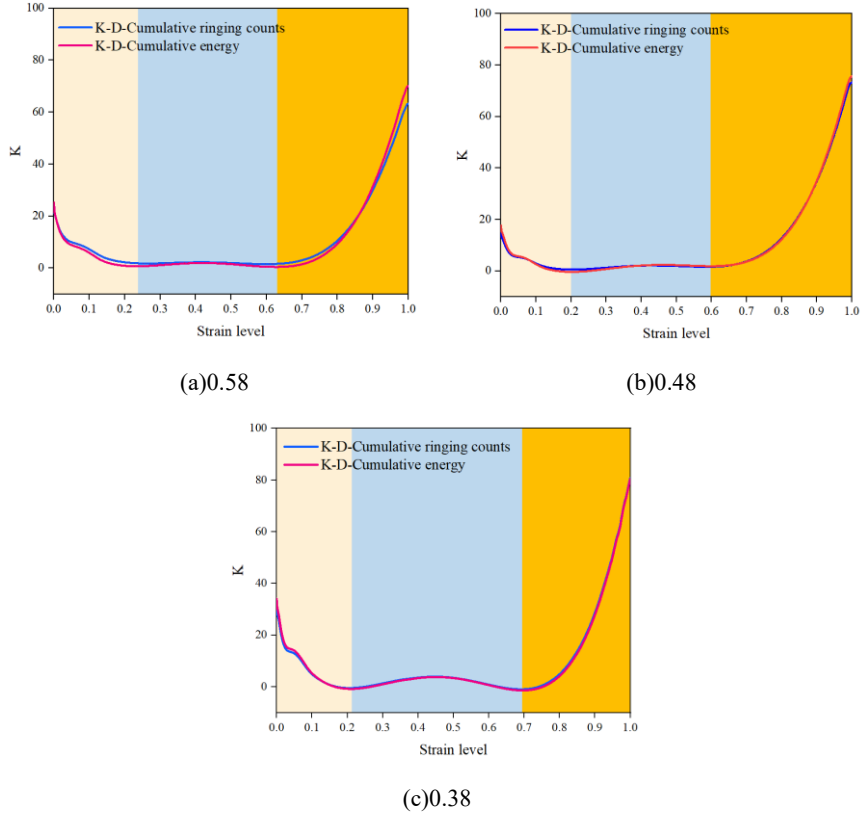 100
80
60
40
20
0
K
K-D-Cumulative ringing counts
K-D-Cumulative energy
0.0 0.1 0.2 0.3 0.4 0.5 0.6 0.7 0.8 0.9 1.0
Strain level
(a)0.58
100
80
60
40
20
0
K
K-D-Cumulative ringing counts
K-D-Cumulative energy
0.0 0.1 0.2 0.3 0.4 0.5 0.6 0.7 0.8 0.9 1.0
Strain level
(b)0.48
100
80
60
40
20
0
K
K-D-Cumulative ringing counts
K-D-Cumulative energy
0.0 0.1 0.2 0.3 0.4 0.5 0.6 0.7 0.8 0.9 1.0
Strain level
(c)0.38